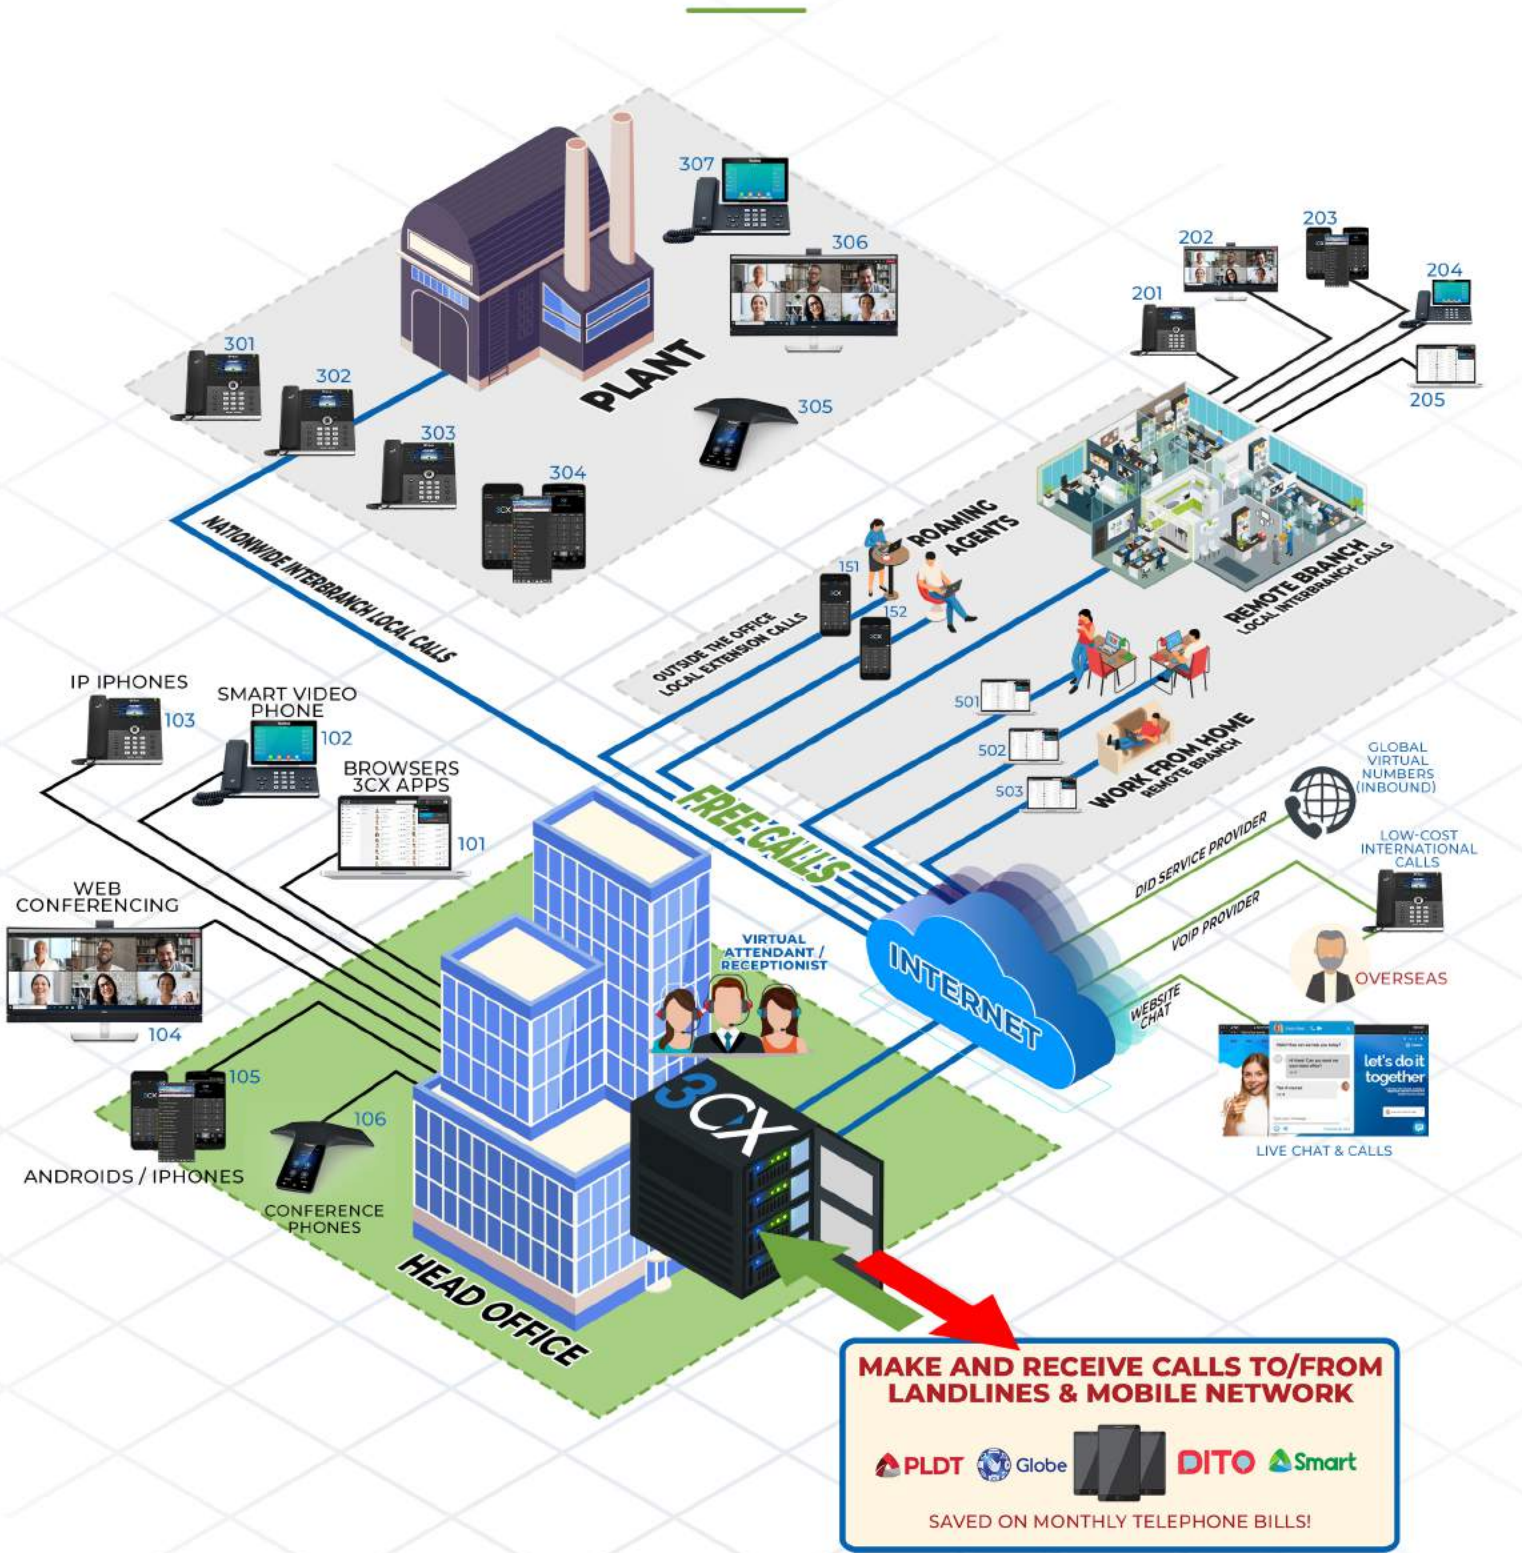 307
306
PLANT
301
302
303
304
305
202
203
201
204
205
NATIONWIDE INTERBRANCH LOCAL CALLS
ROAMING
AGENTS
151
152
OUTSIDE THE OFFICE
LOCAL EXTENSION CALLS
REMOTE BRANCH
LOCAL INTERBRANCH CALLS
501
502
503
WORK FROM HOME
REMOTE BRANCH
FREE CALLS
IP IPHONES
103
SMART VIDEO
PHONE
102
BROWSERS
3CX APPS
101
WEB
CONFERENCING
104
105
ANDROIDS / IPHONES
106
CONFERENCE
PHONES
HEAD OFFICE
VIRTUAL
ATTENDANT /
RECEPTIONIST
3CX
INTERNET
DID SERVICE PROVIDER
GLOBAL
VIRTUAL
NUMBERS
(INBOUND)
VOIP PROVIDER
LOW-COST
INTERNATIONAL
CALLS
OVERSEAS
WEBSITE
CHAT
let's do it
together
LIVE CHAT & CALLS
MAKE AND RECEIVE CALLS TO/FROM
LANDLINES & MOBILE NETWORK
PLDT
Globe
DITO
Smart
SAVED ON MONTHLY TELEPHONE BILLS!